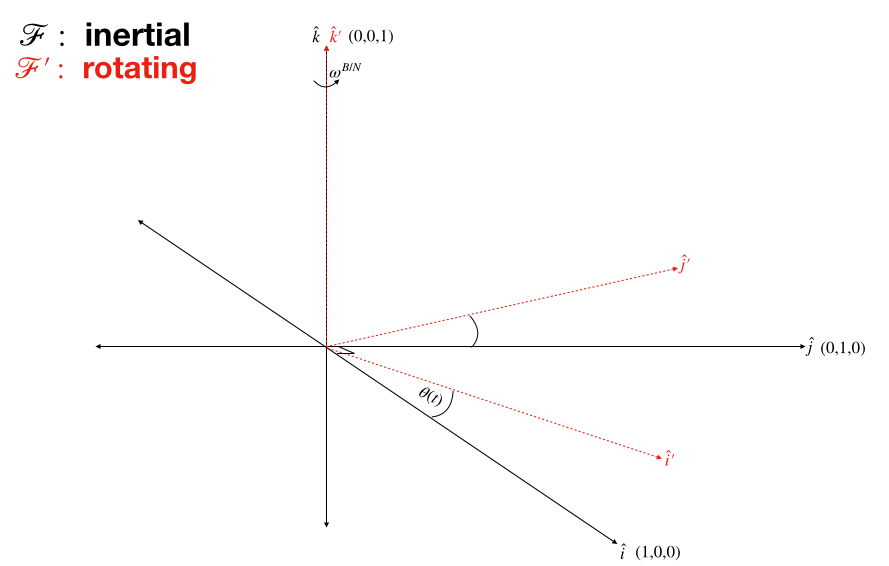 ℱ : inertial
ℱ′ : rotating
k̂ k̂′ (0,0,1)
ω^{B/N}
ĵ′
ĵ (0,1,0)
θ(t)
î′
î (1,0,0)